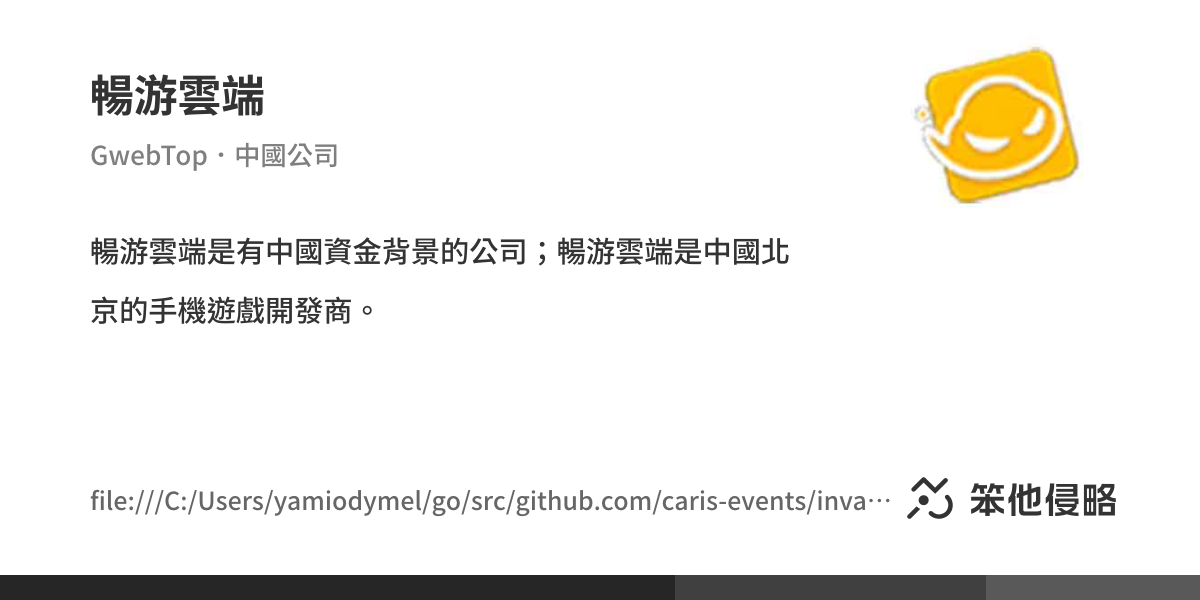 暢游雲端
GwebTop・中國公司
暢游雲端是有中國資金背景的公司；暢游雲端是中國北
京的手機遊戲開發商。
file:///C:/Users/yamiodymel/go/src/github.com/caris-events/inva…
笨他侵略